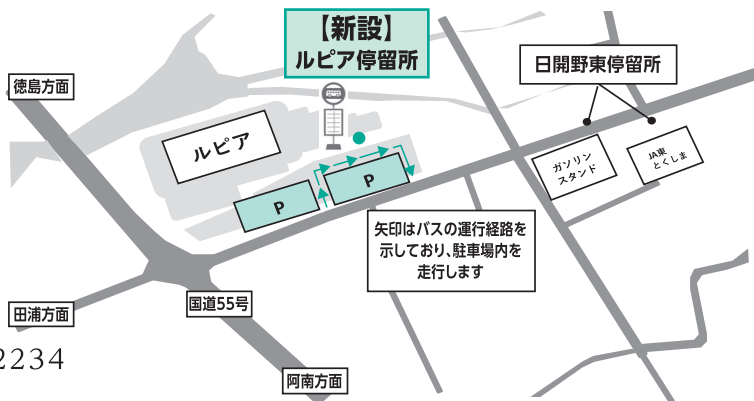 【新設】
ルピア停留所
日開野東停留所
徳島方面
ルピア
ガソリン
スタンド
JA東
とくしま
P
P
矢印はバスの運行経路を
示しており、駐車場内を
走行します
国道55号
田浦方面
2234
阿南方面